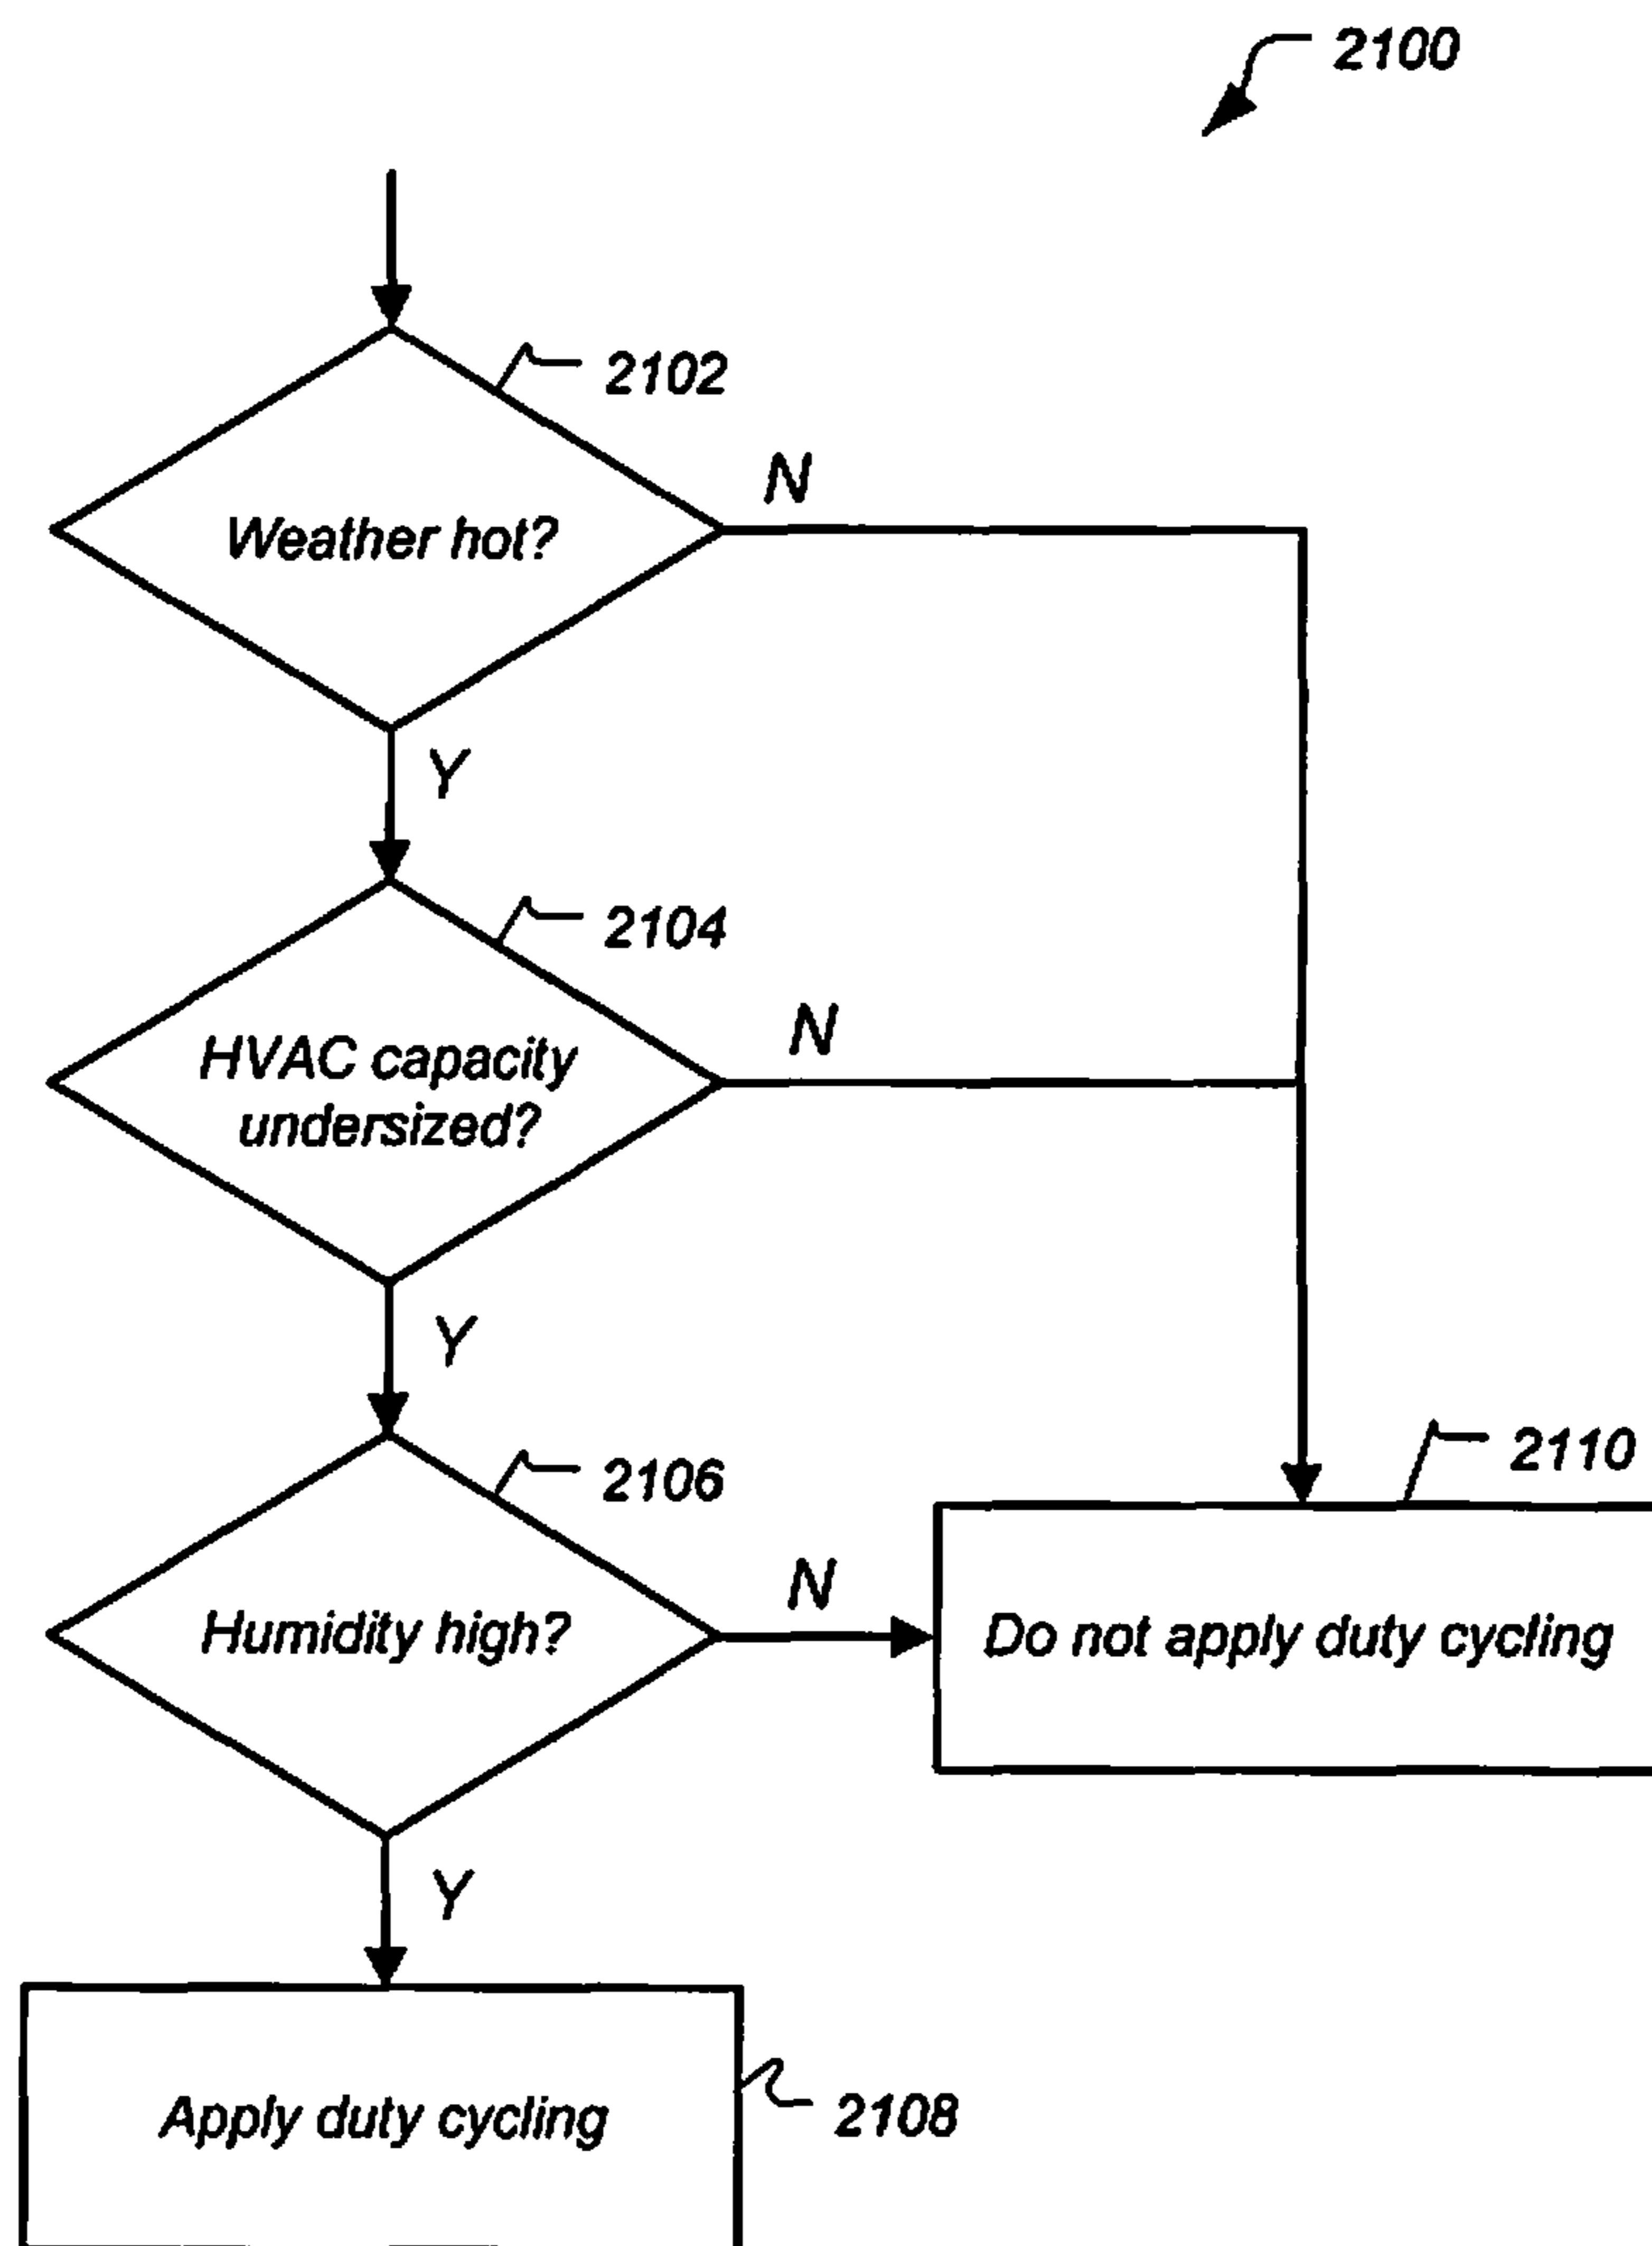 2100
2102
N
Weather hot?
Y
2104
N
HVAC capacity
undersized?
Y
2106
2110
N
Humidity high?
Do not apply duty cycling
Y
Apply duty cycling
2108